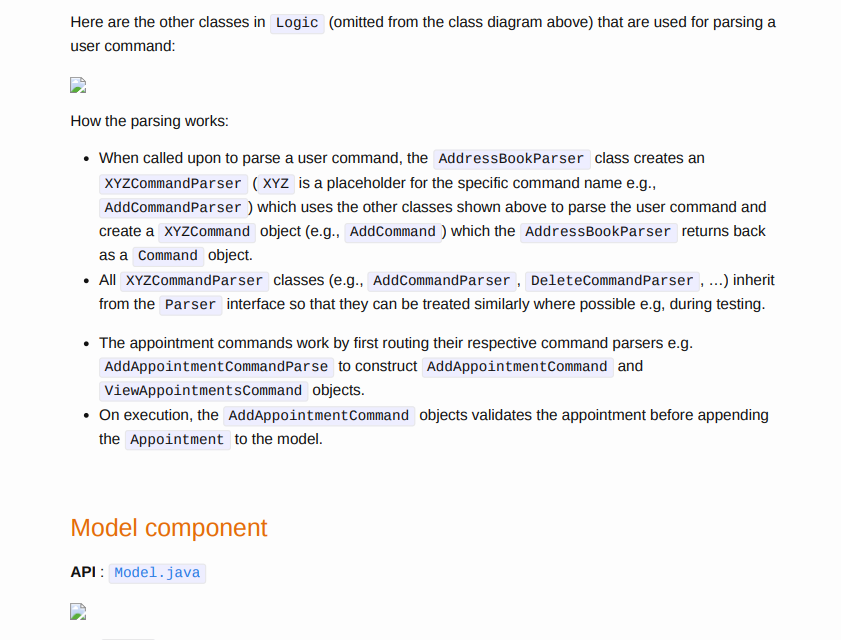 Here are the other classes in Logic (omitted from the class diagram above) that are used for parsing a
user command:
How the parsing works:
• When called upon to parse a user command, the AddressBookParser class creates an
XYZCommandParser (XYZ is a placeholder for the specific command name e.g.,
AddCommandParser) which uses the other classes shown above to parse the user command and
create a XYZCommand object (e.g., AddCommand) which the AddressBookParser returns back
as a Command object.
• All XYZCommandParser classes (e.g., AddCommandParser, DeleteCommandParser, …) inherit
from the Parser interface so that they can be treated similarly where possible e.g, during testing.
• The appointment commands work by first routing their respective command parsers e.g.
AddAppointmentCommandParse to construct AddAppointmentCommand and
ViewAppointmentsCommand objects.
• On execution, the AddAppointmentCommand objects validates the appointment before appending
the Appointment to the model.
Model component
API : Model.java